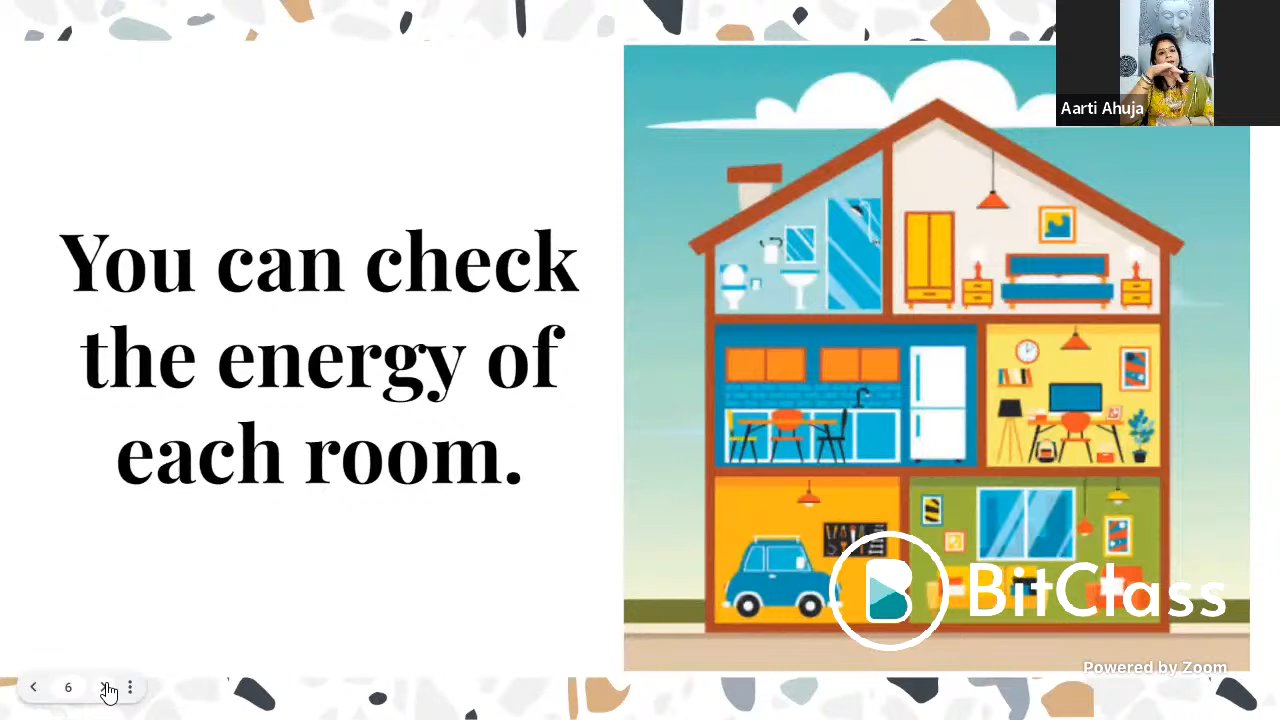 Aarti Ahuja
You can check
the energy of
each room.
BitClass
Powered by Zoom
6